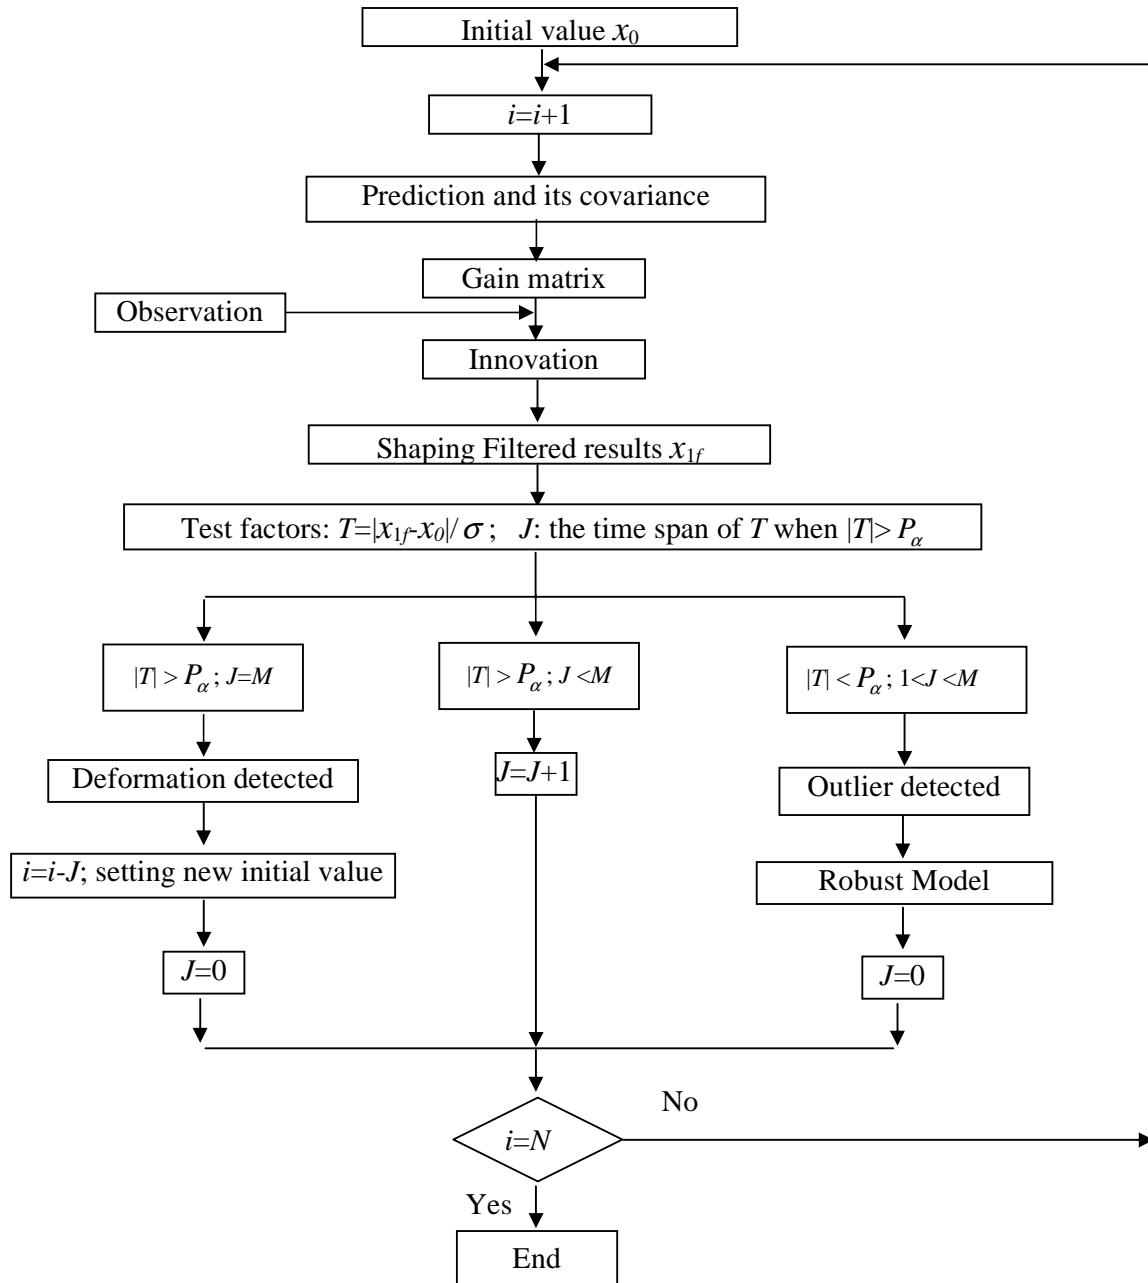 Initial value x₀
i=i+1
Prediction and its covariance
Gain matrix
Observation
Innovation
Shaping Filtered results x₁f
Test factors: T=|x₁f-x₀|/σ; J: the time span of T when |T|>Pα
|T|>Pα; J=M
|T|>Pα; J<M
|T|<Pα; 1<J<M
Deformation detected
J=J+1
Outlier detected
i=i-J; setting new initial value
Robust Model
J=0
J=0
No
i=N
Yes
End